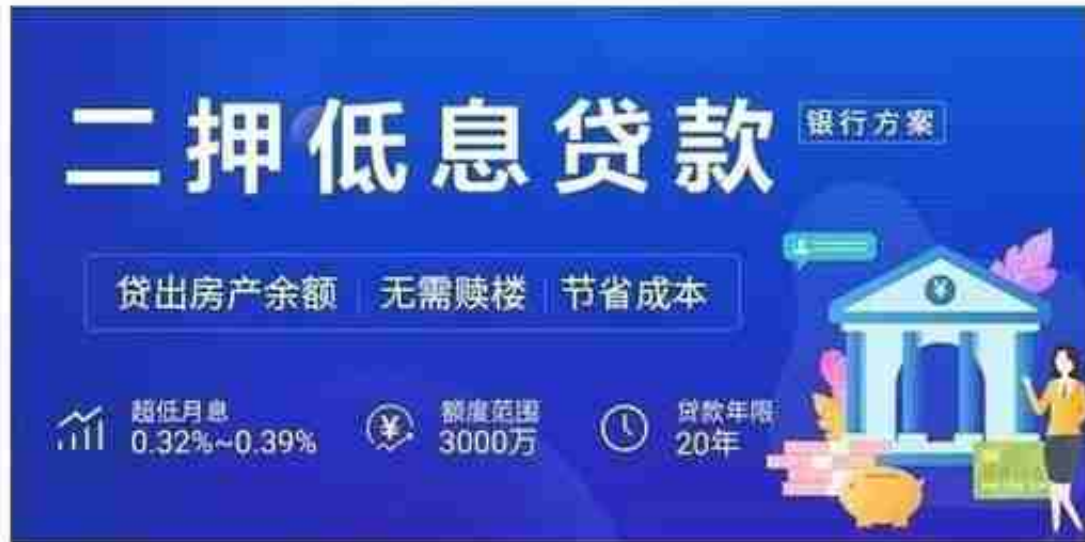 二押低息贷款
银行方案
贷出房产余额 无需赎楼 节省成本
超低月息
0.32%~0.39%
额度范围
3000万
贷款年限
20年